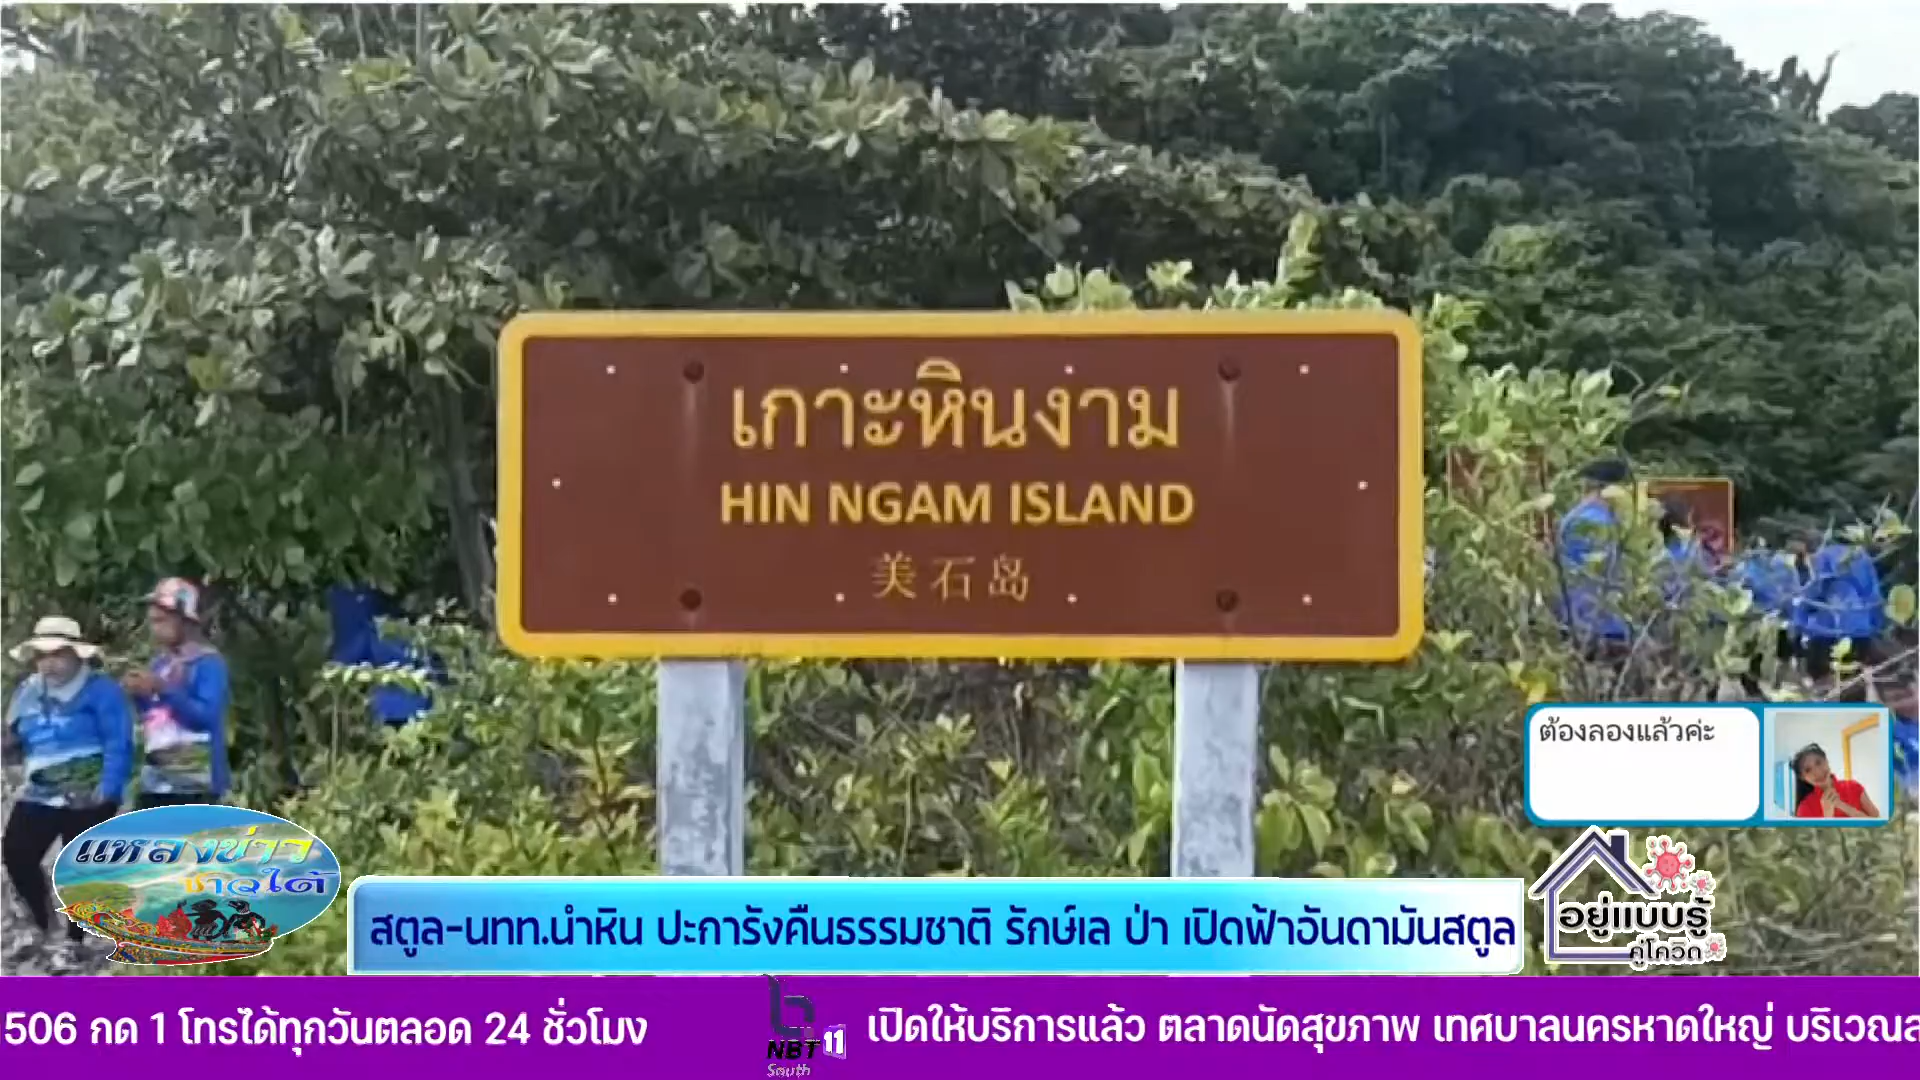 เกาะหินงาม
HIN NGAM ISLAND
美石岛
ต้องลองแล้วค่ะ
แหลงข่าว
ชาวใต้
สตูล-นทท.นำหิน ปะการังคืนธรรมชาติ รักษ์เล ป่า เปิดฟ้าอันดามันสตูล
อยู่แบบรู้
คู่โควิด
506 กด 1 โทรได้ทุกวันตลอด 24 ชั่วโมง
NBT 11
South
เปิดให้บริการแล้ว ตลาดนัดสุขภาพ เทศบาลนครหาดใหญ่ บริเวณส